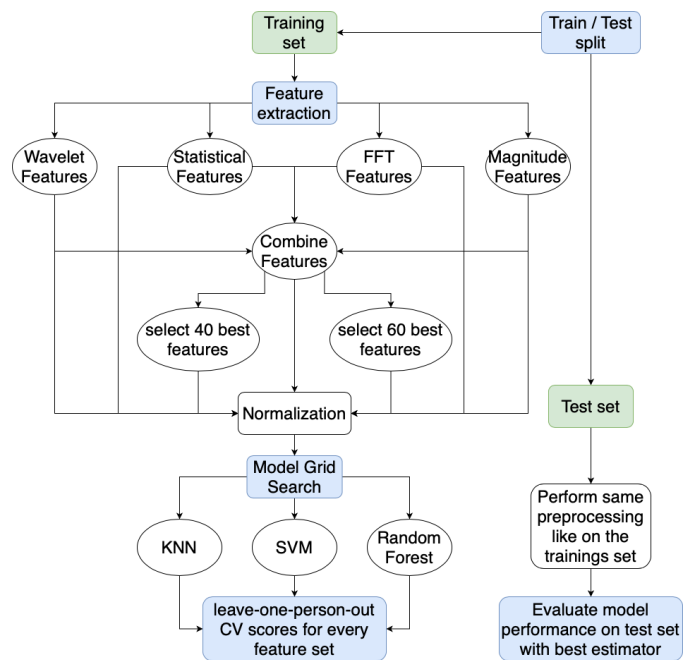 Training
set
Train / Test
split
Feature
extraction
Wavelet
Features
Statistical
Features
FFT
Features
Magnitude
Features
Combine
Features
select 40 best
features
select 60 best
features
Normalization
Test set
Model Grid
Search
Perform same
preprocessing
like on the
trainings set
KNN
SVM
Random
Forest
leave-one-person-out
CV scores for every
feature set
Evaluate model
performance on test set
with best estimator